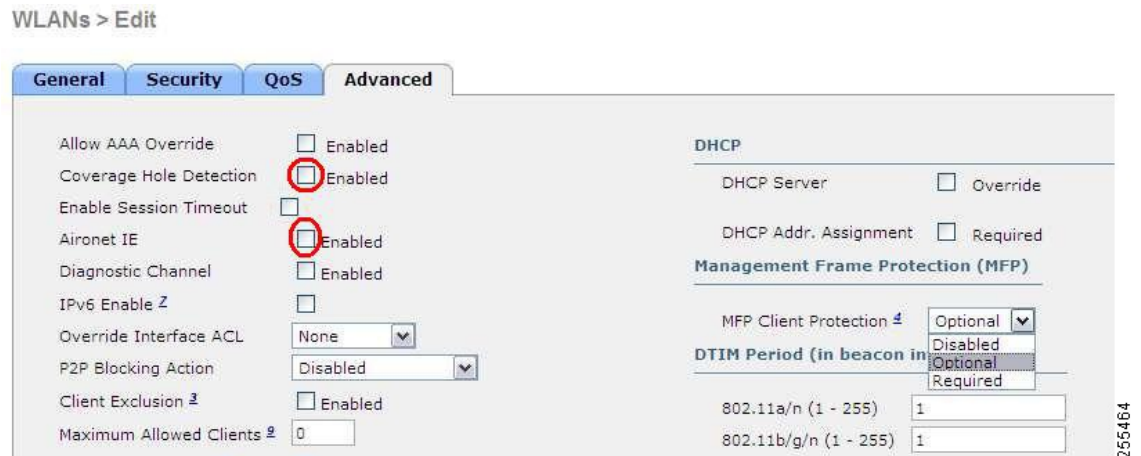 WLANs > Edit
General Security QoS Advanced
Allow AAA Override Enabled
Coverage Hole Detection Enabled
Enable Session Timeout
Aironet IE Enabled
Diagnostic Channel Enabled
IPv6 Enable 7
Override Interface ACL None
P2P Blocking Action Disabled
Client Exclusion 3 Enabled
Maximum Allowed Clients 9 0
DHCP
DHCP Server Override
DHCP Addr. Assignment Required
Management Frame Protection (MFP)
MFP Client Protection 4 Optional
Disabled
Optional
Required
DTIM Period (in beacon in
802.11a/n (1 - 255) 1
802.11b/g/n (1 - 255) 1
255464